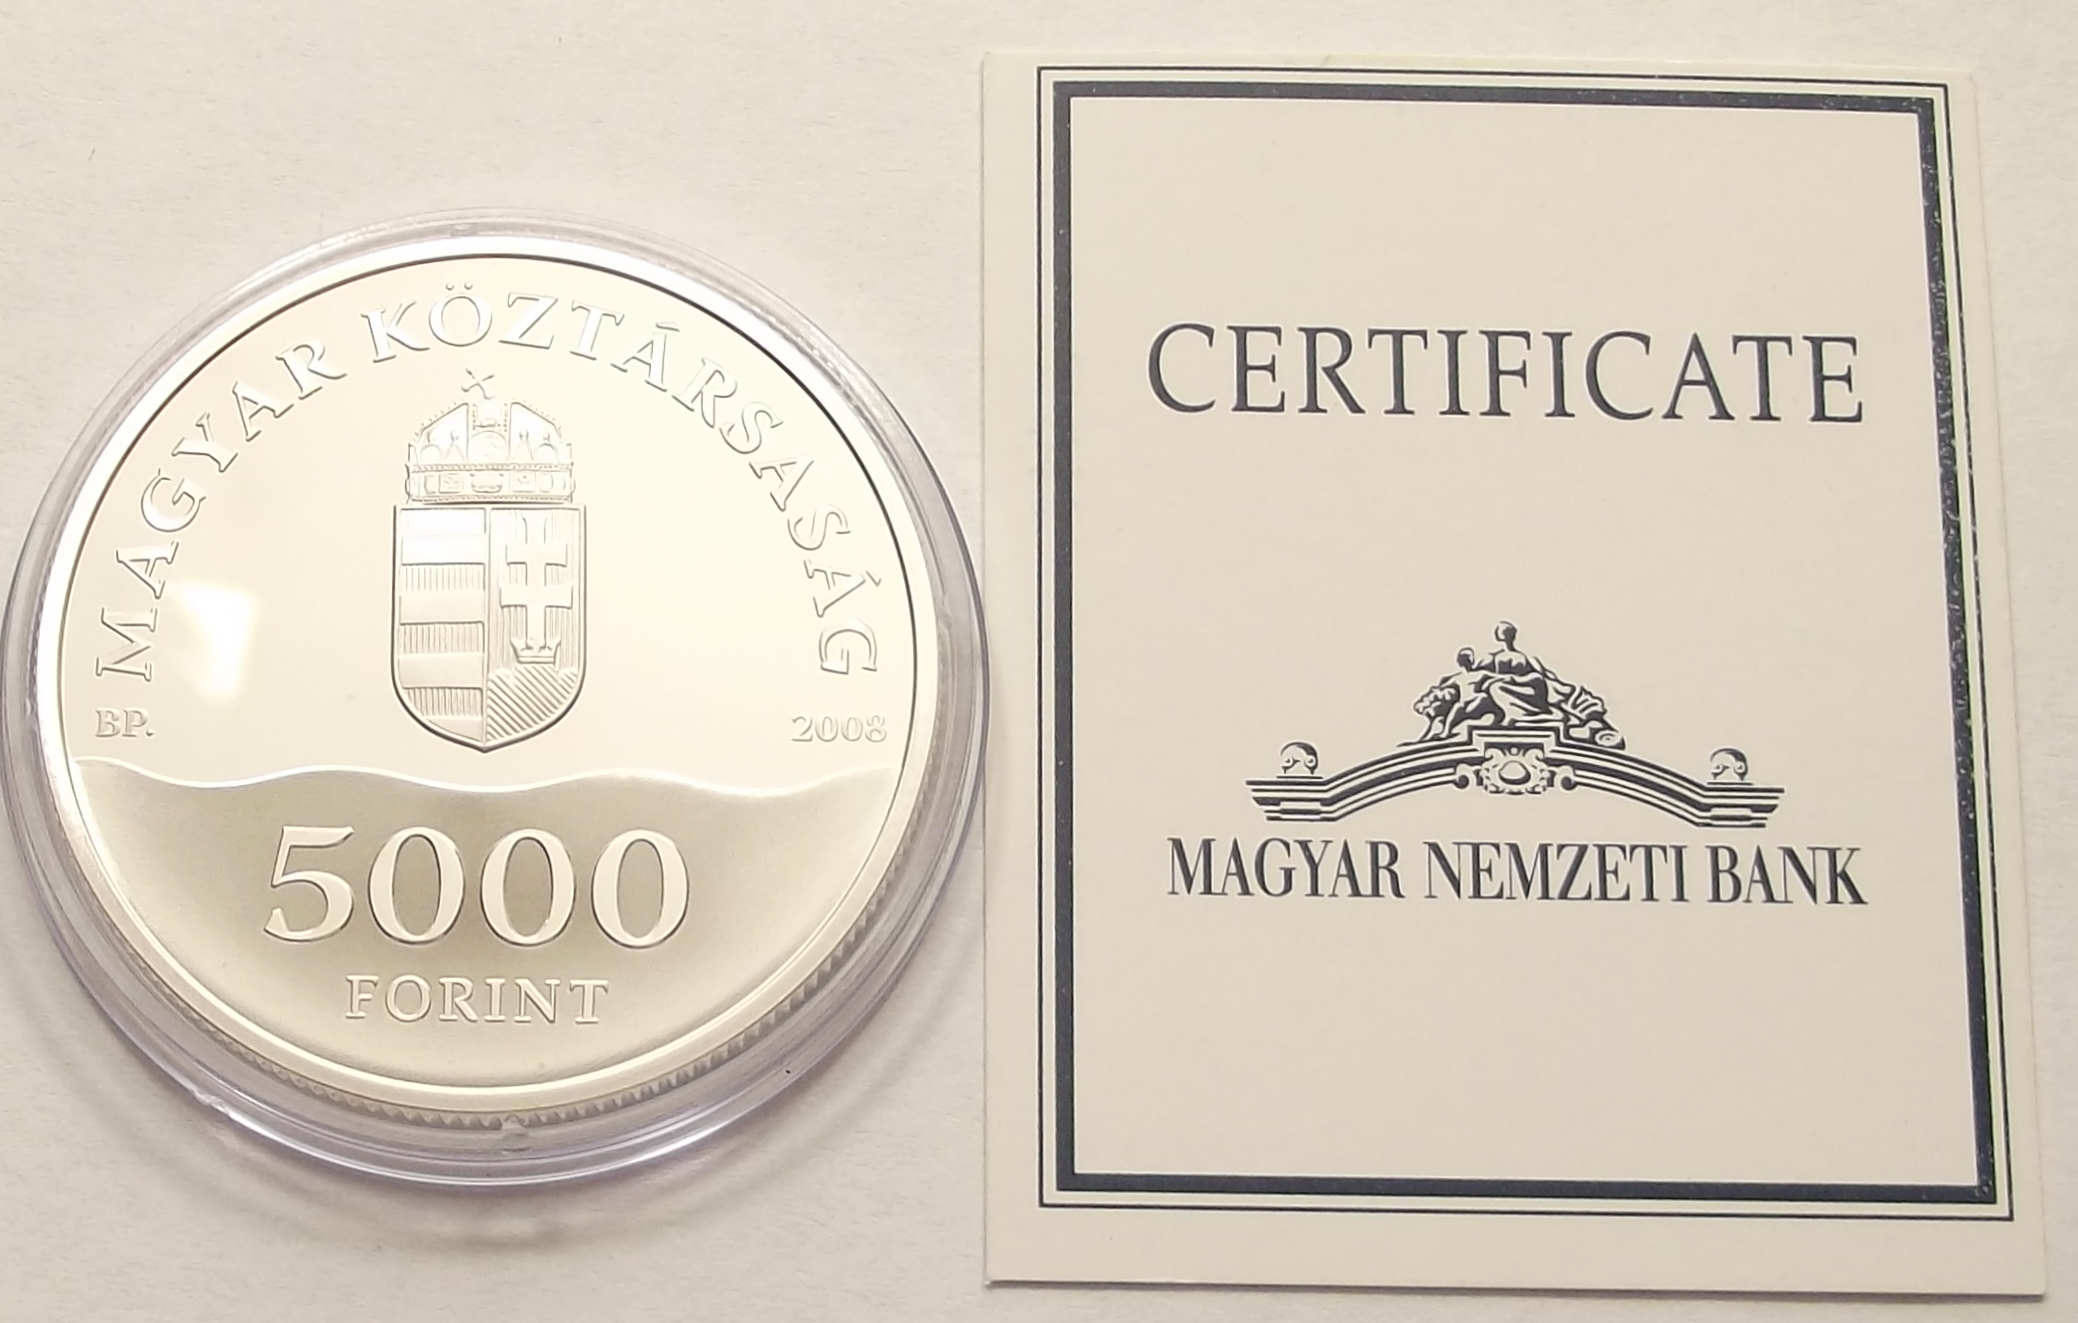 MAGYAR KÖZTÁRSASÁG
BP.
2008
5000
FORINT
CERTIFICATE
MAGYAR NEMZETI BANK